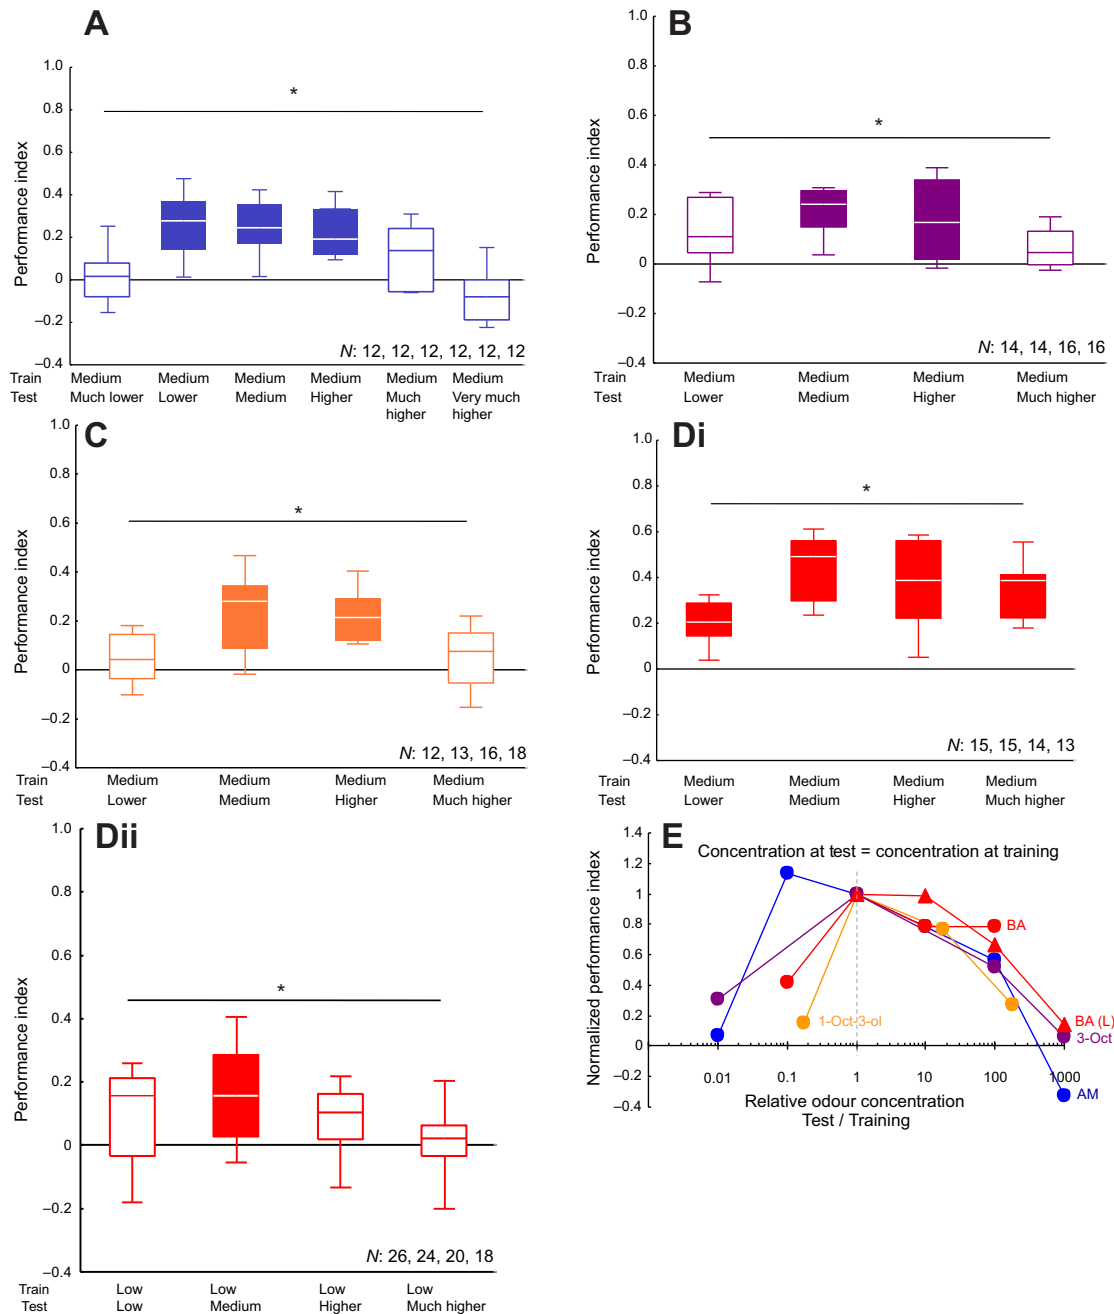 A
Performance index
1.0
0.8
0.6
0.4
0.2
0
–0.2
–0.4
*
N: 12, 12, 12, 12, 12, 12
Train Medium Medium Medium Medium Medium Medium
Test Much lower Lower Medium Higher Much higher Very much higher
B
Performance index
1.0
0.8
0.6
0.4
0.2
0
–0.2
–0.4
*
N: 14, 14, 16, 16
Train Medium Medium Medium Medium
Test Lower Medium Higher Much higher
C
Performance index
1.0
0.8
0.6
0.4
0.2
0
–0.2
–0.4
*
N: 12, 13, 16, 18
Train Medium Medium Medium Medium
Test Lower Medium Higher Much higher
Di
Performance index
1.0
0.8
0.6
0.4
0.2
0
–0.2
–0.4
*
N: 15, 15, 14, 13
Train Medium Medium Medium Medium
Test Lower Medium Higher Much higher
Dii
Performance index
1.0
0.8
0.6
0.4
0.2
0
–0.2
–0.4
*
N: 26, 24, 20, 18
Train Low Low Low Low
Test Low Medium Higher Much higher
E
Normalized performance index
1.4
1.2
1
0.8
0.6
0.4
0.2
0
–0.2
–0.4
Concentration at test = concentration at training
BA
1-Oct-3-ol
BA (L)
3-Oct
AM
0.01 0.1 1 10 100 1000
Relative odour concentration
Test / Training